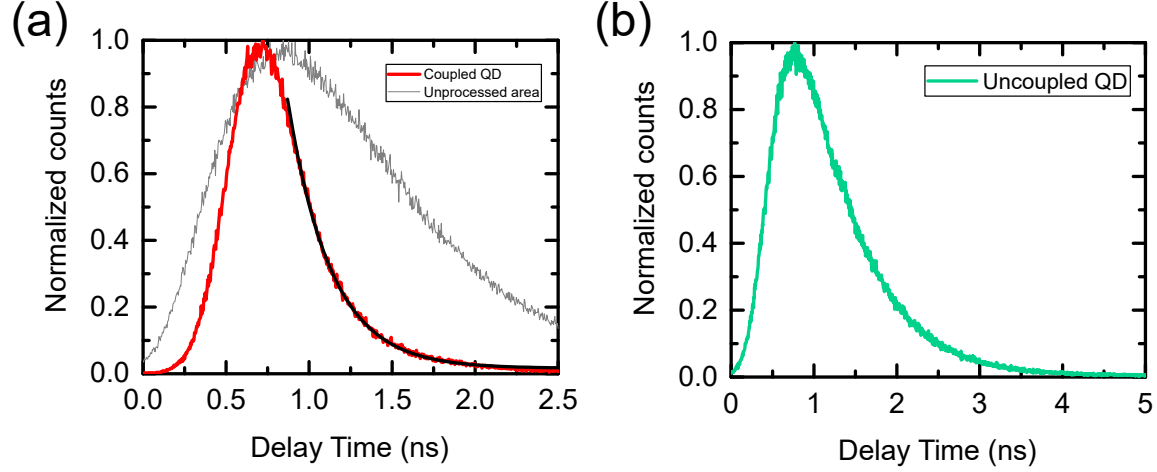 (a)
Normalized counts
1.0
0.8
0.6
0.4
0.2
0.0
Coupled QD
Unprocessed area
0.0 0.5 1.0 1.5 2.0 2.5
Delay Time (ns)
(b)
Normalized counts
1.0
0.8
0.6
0.4
0.2
0.0
Uncoupled QD
0 1 2 3 4 5
Delay Time (ns)